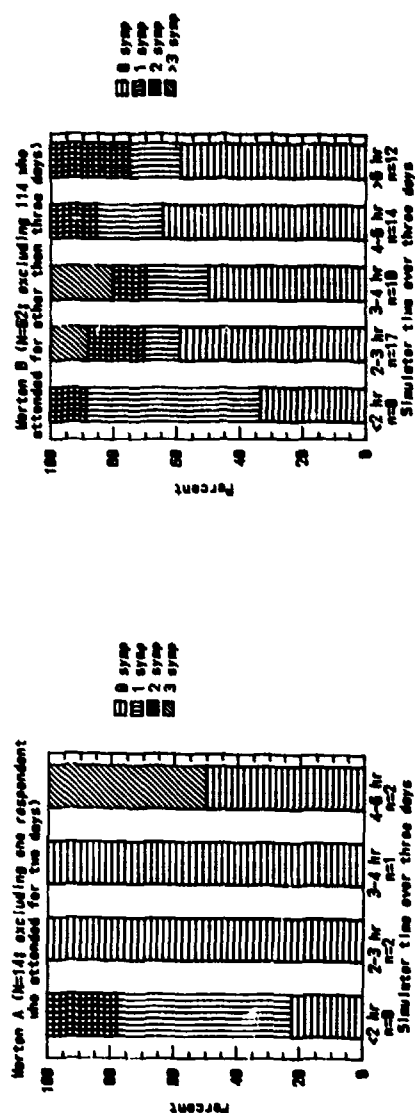 Norton A (N=14; excluding one respondent
who attended for two days)
Percent
100
80
60
40
20
0
<2 hr 2-3 hr 3-4 hr 4-6 hr
n=9 n=2 n=1 n=2
Simulator time over three days
0 symp
1 symp
2 symp
3 symp
Norton B (N=62; excluding 114 who
attended for other than three days)
Percent
100
80
60
40
20
0
<2 hr 2-3 hr 3-4 hr 4-6 hr >6 hr
n=9 n=17 n=10 n=14 n=12
Simulator time over three days
0 symp
1 symp
2 symp
>3 symp